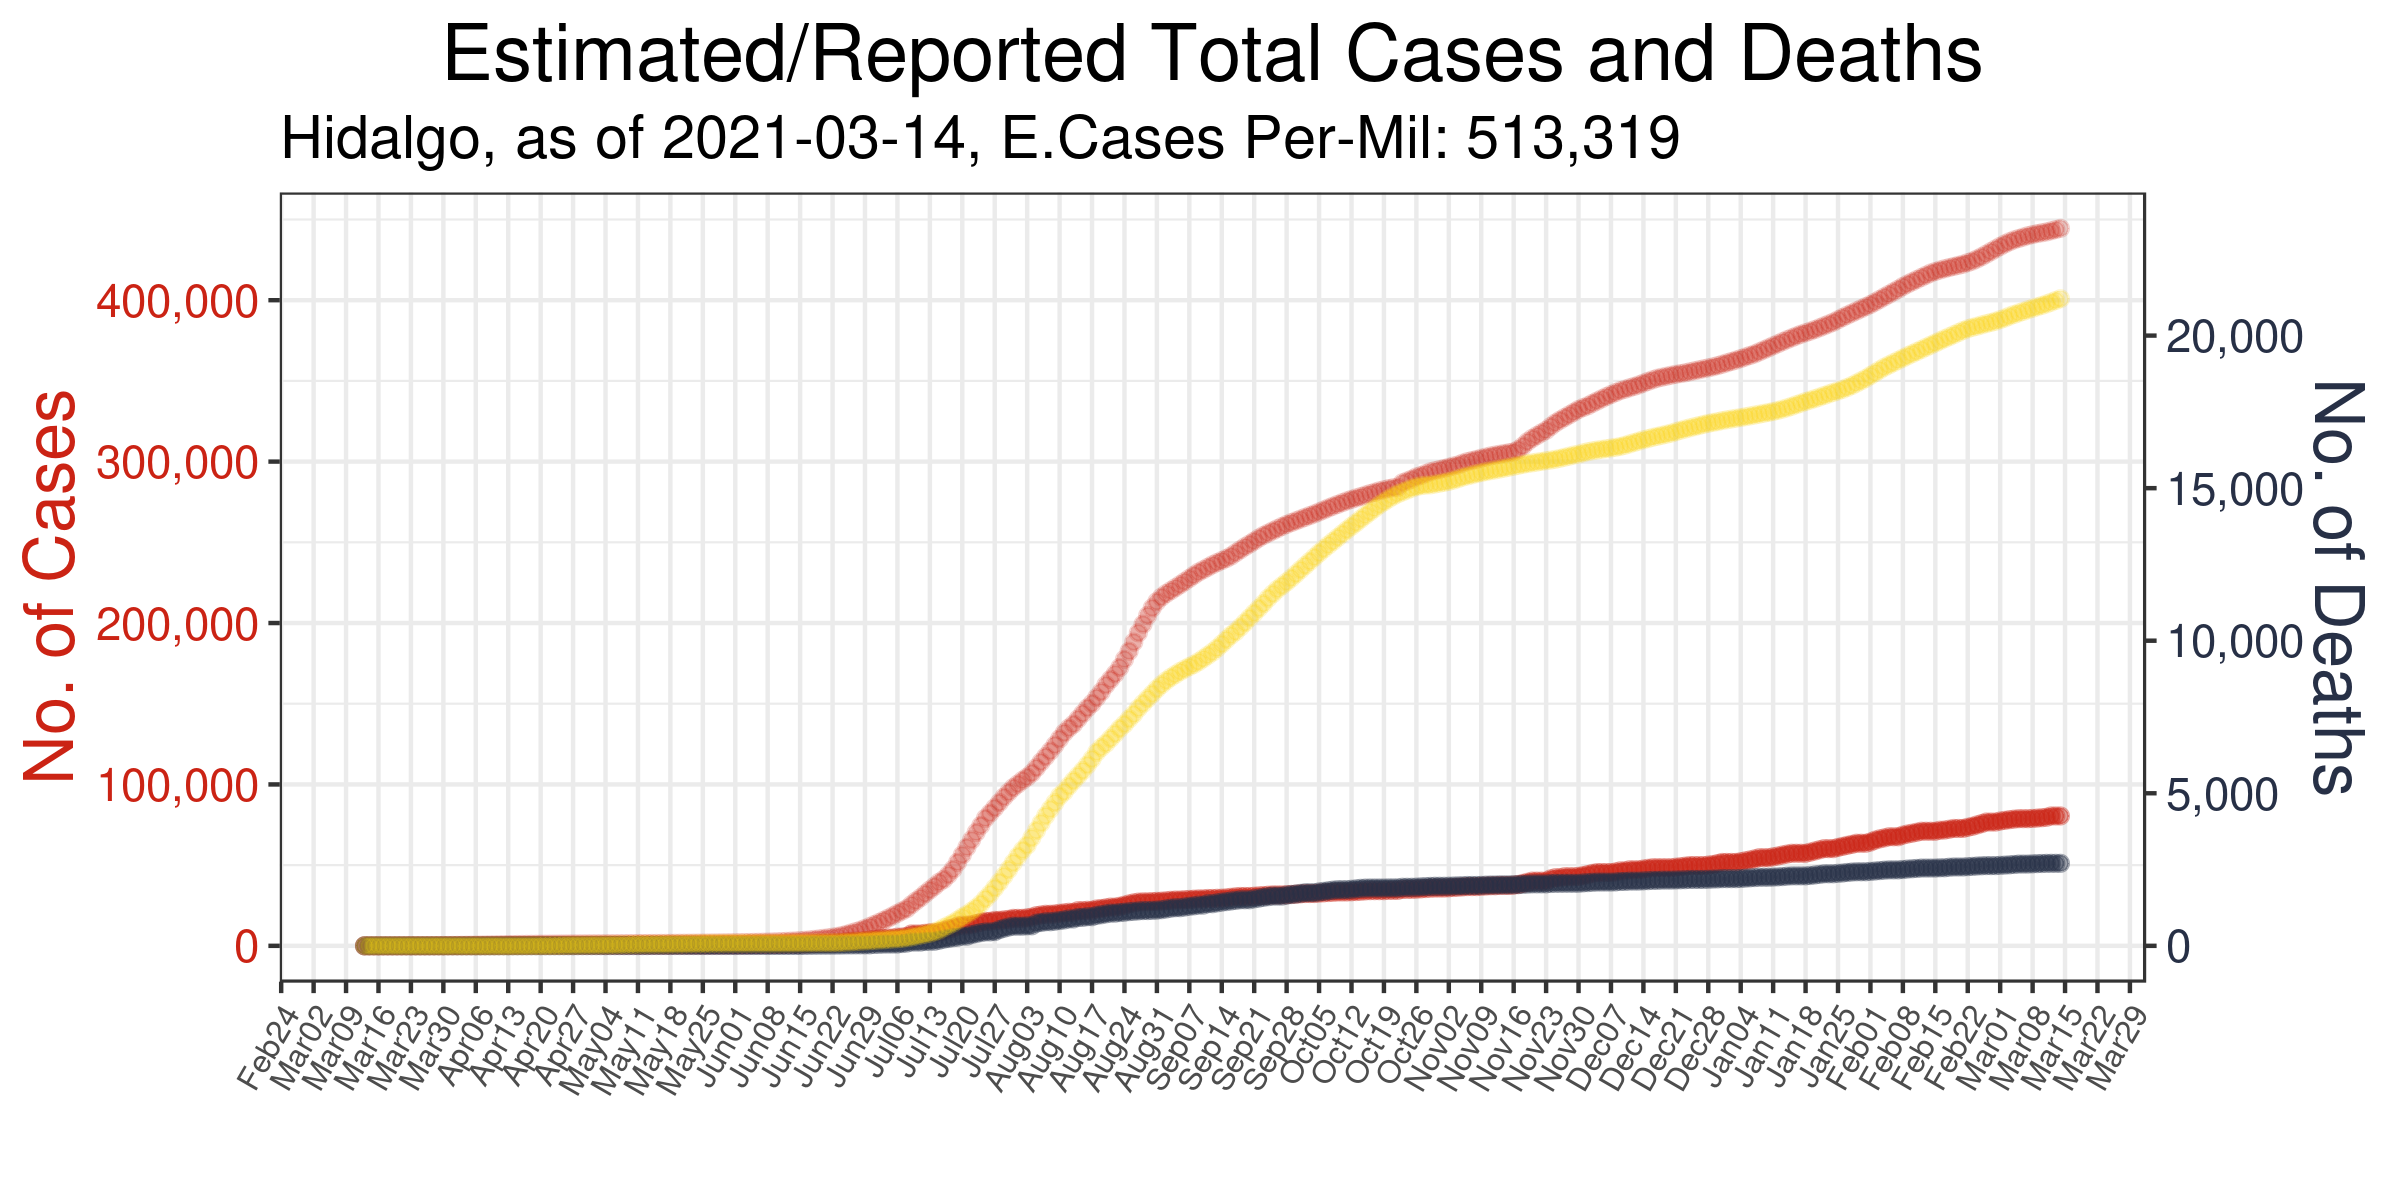 Estimated/Reported Total Cases and Deaths
Hidalgo, as of 2021-03-14, E.Cases Per-Mil: 513,319
No. of Cases
400,000
300,000
200,000
100,000
0
20,000
15,000
10,000
5,000
0
No. of Deaths
Feb24
Mar02
Mar09
Mar16
Mar23
Mar30
Apr06
Apr13
Apr20
Apr27
May04
May11
May18
May25
Jun01
Jun08
Jun15
Jun22
Jun29
Jul06
Jul13
Jul20
Jul27
Aug03
Aug10
Aug17
Aug24
Aug31
Sep07
Sep14
Sep21
Sep28
Oct05
Oct12
Oct19
Oct26
Nov02
Nov09
Nov16
Nov23
Nov30
Dec07
Dec14
Dec21
Dec28
Jan04
Jan11
Jan18
Jan25
Feb01
Feb08
Feb15
Feb22
Mar01
Mar08
Mar15
Mar22
Mar29